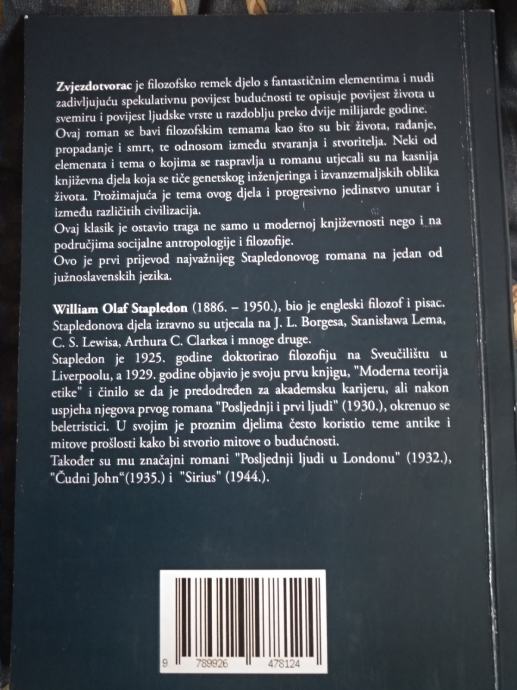 Zvjezdotvorac je filozofsko remek djelo s fantastičnim elementima i nudi
zadivljujuću spekulativnu povijest budućnosti te opisuje povijest života u
svemiru i povijest ljudske vrste u razdoblju preko dvije milijarde godine.
Ovaj roman se bavi filozofskim temama kao što su bit života, rađanje,
propadanje i smrt, te odnosom između stvaranja i stvoritelja. Neki od
elemenata i tema o kojima se raspravlja u romanu utjecali su na kasnija
književna djela koja se tiče genetskog inženjeringa i izvanzemaljskih oblika
života. Prožimajuća je tema ovog djela i progresivno jedinstvo unutar i
između različitih civilizacija.
Ovaj klasik je ostavio traga ne samo u modernoj književnosti nego i na
područjima socijalne antropologije i filozofije.
Ovo je prvi prijevod najvažnijeg Stapledonovog romana na jedan od
južnoslavenskih jezika.
William Olaf Stapledon (1886. – 1950.), bio je engleski filozof i pisac.
Stapledonova djela izravno su utjecala na J. L. Borgesa, Stanisława Lema,
C. S. Lewisa, Arthura C. Clarkea i mnoge druge.
Stapledon je 1925. godine doktorirao filozofiju na Sveučilištu u
Liverpoolu, a 1929. godine objavio je svoju prvu knjigu, "Moderna teorija
etike" i činilo se da je predodređen za akademsku karijeru, ali nakon
uspjeha njegova prvog romana "Posljednji i prvi ljudi" (1930.), okrenuo se
beletristici. U svojim je proznim djelima često koristio teme antike i
mitove prošlosti kako bi stvorio mitove o budućnosti.
Također su mu značajni romani "Posljednji ljudi u Londonu" (1932.),
"Čudni John“(1935.) i "Sirius" (1944.).
9 789926 478124